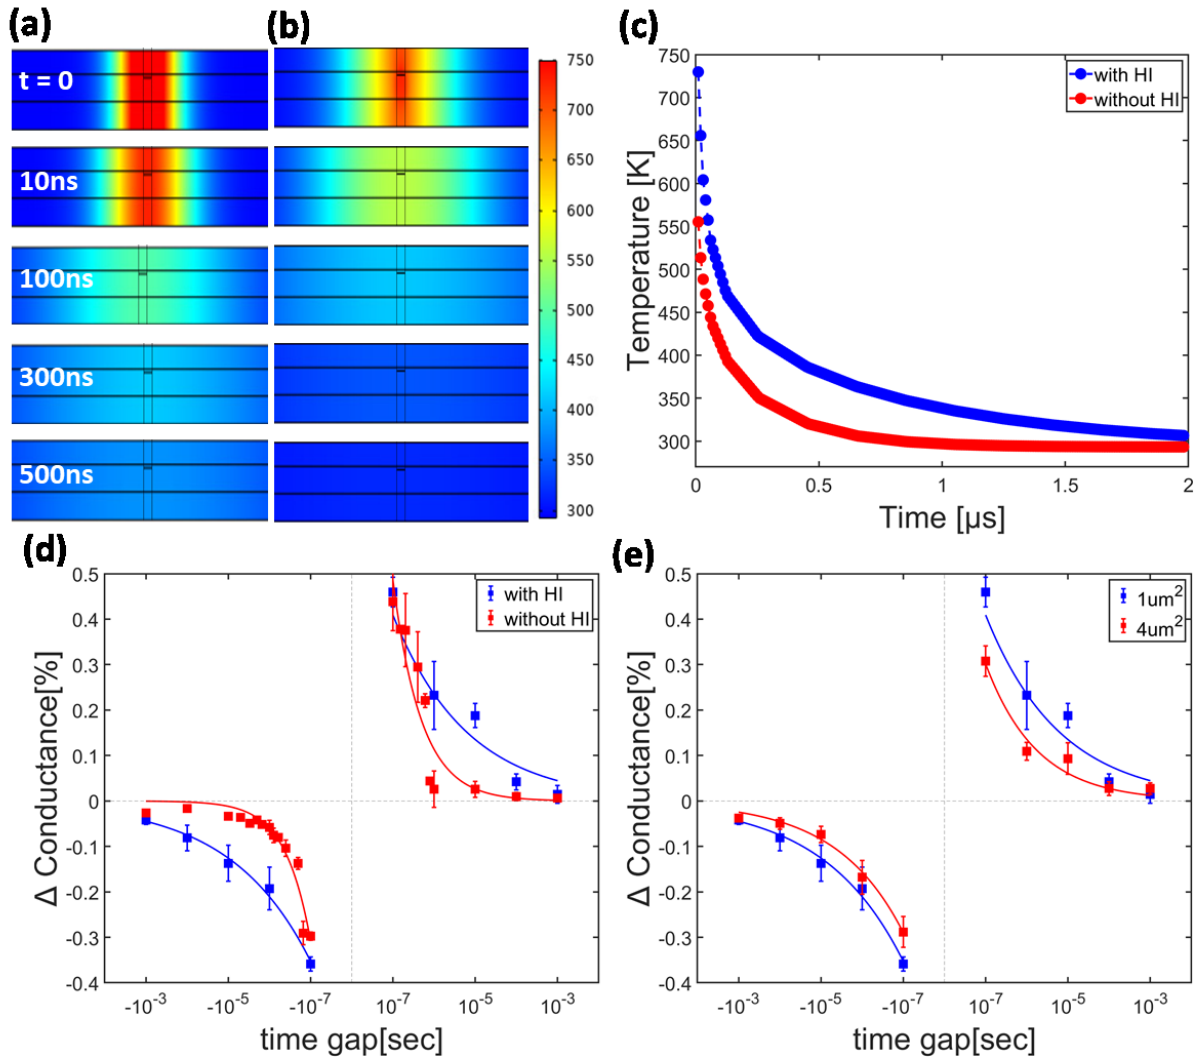 (a)
(b)
(c)
t = 0
10ns
100ns
300ns
500ns
750
700
650
600
550
500
450
400
350
300
750
700
650
600
550
500
450
400
350
300
Temperature [K]
with HI
without HI
0
0.5
1
1.5
2
Time [µs]
(d)
(e)
0.5
0.4
0.3
0.2
0.1
0
-0.1
-0.2
-0.3
-0.4
Δ Conductance[%]
with HI
without HI
-10-3
-10-5
-10-7
10-7
10-5
10-3
time gap[sec]
0.5
0.4
0.3
0.2
0.1
0
-0.1
-0.2
-0.3
-0.4
Δ Conductance[%]
1um2
4um2
-10-3
-10-5
-10-7
10-7
10-5
10-3
time gap[sec]